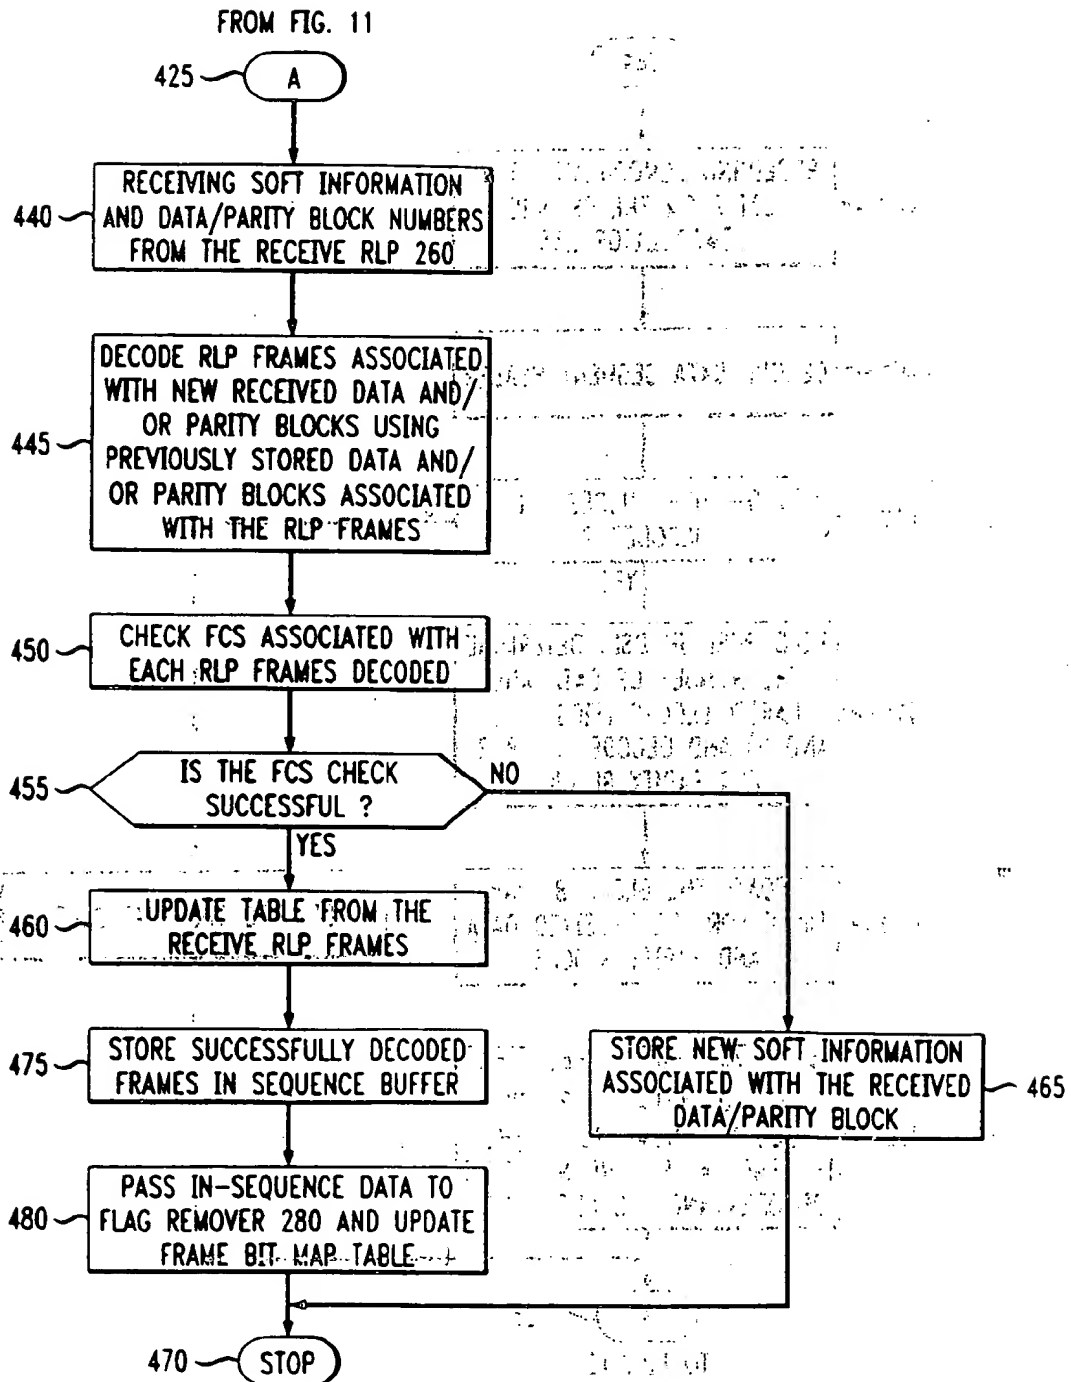 FROM FIG. 11
425
A
440
RECEIVING SOFT INFORMATION
AND DATA/PARITY BLOCK NUMBERS
FROM THE RECEIVE RLP 260
445
DECODE RLP FRAMES ASSOCIATED
WITH NEW RECEIVED DATA AND/
OR PARITY BLOCKS USING
PREVIOUSLY STORED DATA AND/
OR PARITY BLOCKS ASSOCIATED
WITH THE RLP FRAMES
450
CHECK FCS ASSOCIATED WITH
EACH RLP FRAMES DECODED
455
IS THE FCS CHECK
SUCCESSFUL ?
NO
YES
460
UPDATE TABLE FROM THE
RECEIVE RLP FRAMES
475
STORE SUCCESSFULLY DECODED
FRAMES IN SEQUENCE BUFFER
STORE NEW SOFT INFORMATION
ASSOCIATED WITH THE RECEIVED
DATA/PARITY BLOCK
465
480
PASS IN-SEQUENCE DATA TO
FLAG REMOVER 280 AND UPDATE
FRAME BIT MAP TABLE
470
STOP